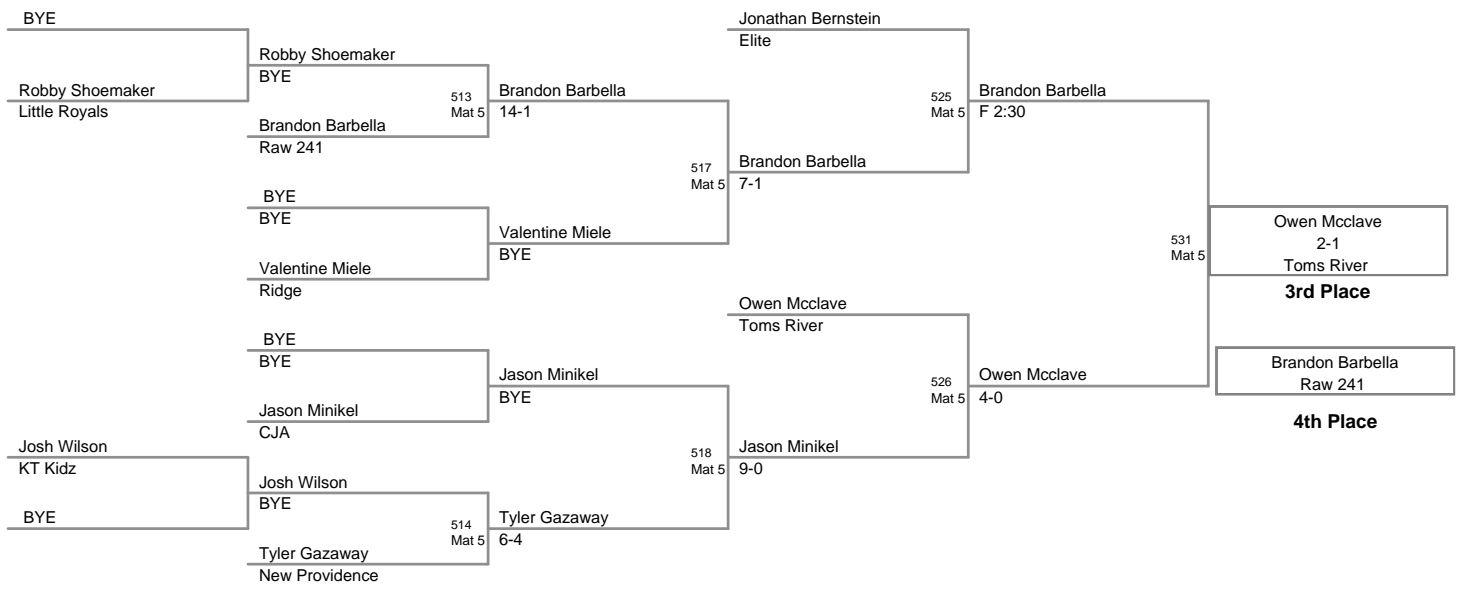 BYE
Robby Shoemaker
Little Royals
Robby Shoemaker
BYE
Brandon Barbella
Raw 241
513
Mat 5
Brandon Barbella
14-1
BYE
BYE
Valentine Miele
Ridge
Valentine Miele
BYE
517
Mat 5
Brandon Barbella
7-1
Jonathan Bernstein
Elite
525
Mat 5
Brandon Barbella
F 2:30
BYE
BYE
Jason Minikel
CJA
Jason Minikel
BYE
Josh Wilson
KT Kidz
BYE
Josh Wilson
BYE
Tyler Gazaway
New Providence
514
Mat 5
Tyler Gazaway
6-4
518
Mat 5
Jason Minikel
9-0
Owen Mcclave
Toms River
526
Mat 5
Owen Mcclave
4-0
531
Mat 5
Owen Mcclave
2-1
Toms River
3rd Place
Brandon Barbella
Raw 241
4th Place